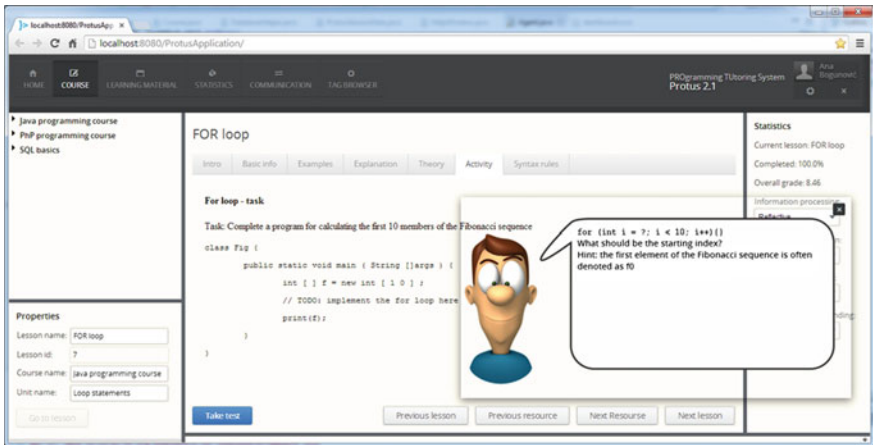 localhost:8080/ProtusApp
localhost:8080/ProtusApplication/
HOME
COURSE
LEARNING MATERIAL
STATISTICS
COMMUNICATION
TAG BROWSER
PROgramming TUtoring System
Protus 2.1
Ana
Bogunović
Java programming course
PhP programming course
SQL basics
FOR loop
Intro
Basic info
Examples
Explanation
Theory
Activity
Syntax rules
For loop - task
Task: Complete a program for calculating the first 10 members of the Fibonacci sequence
class Fig {
public static void main ( String []args ) {
int [ ] f = new int [ 1 0 ] ;
// TODO: implement the for loop here
print(f);
}
}
for (int i = ?; i < 10; i++){}
What should be the starting index?
Hint: the first element of the Fibonacci sequence is often
denoted as f0
Statistics
Current lesson: FOR loop
Completed: 100.0%
Overall grade: 8.46
Information processing
Reflective
Properties
Lesson name: FOR loop
Lesson id: 7
Course name: Java programming course
Unit name: Loop statements
Go to lesson
Take test
Previous lesson
Previous resource
Next Resourse
Next lesson